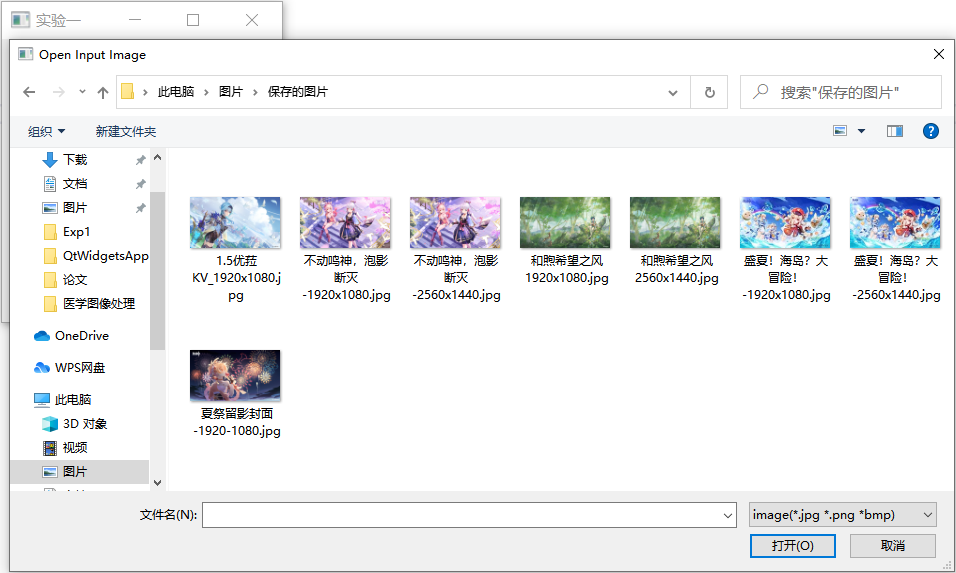 实验一
Open Input Image
此电脑 图片 保存的图片
搜索"保存的图片"
组织 新建文件夹
下载
文档
图片
Exp1
QtWidgetsApp
论文
医学图像处理
OneDrive
WPS网盘
此电脑
3D 对象
视频
图片
1.5优菈
KV_1920x1080.j
pg
不动鸣神，泡影
断灭
-1920x1080.jpg
不动鸣神，泡影
断灭
-2560x1440.jpg
和煦希望之风
1920x1080.jpg
和煦希望之风
2560x1440.jpg
盛夏！海岛？大
冒险！
-1920x1080.jpg
盛夏！海岛？大
冒险！
-2560x1440.jpg
夏祭留影封面
-1920-1080.jpg
文件名(N):
image(*.jpg *.png *bmp)
打开(O) 取消